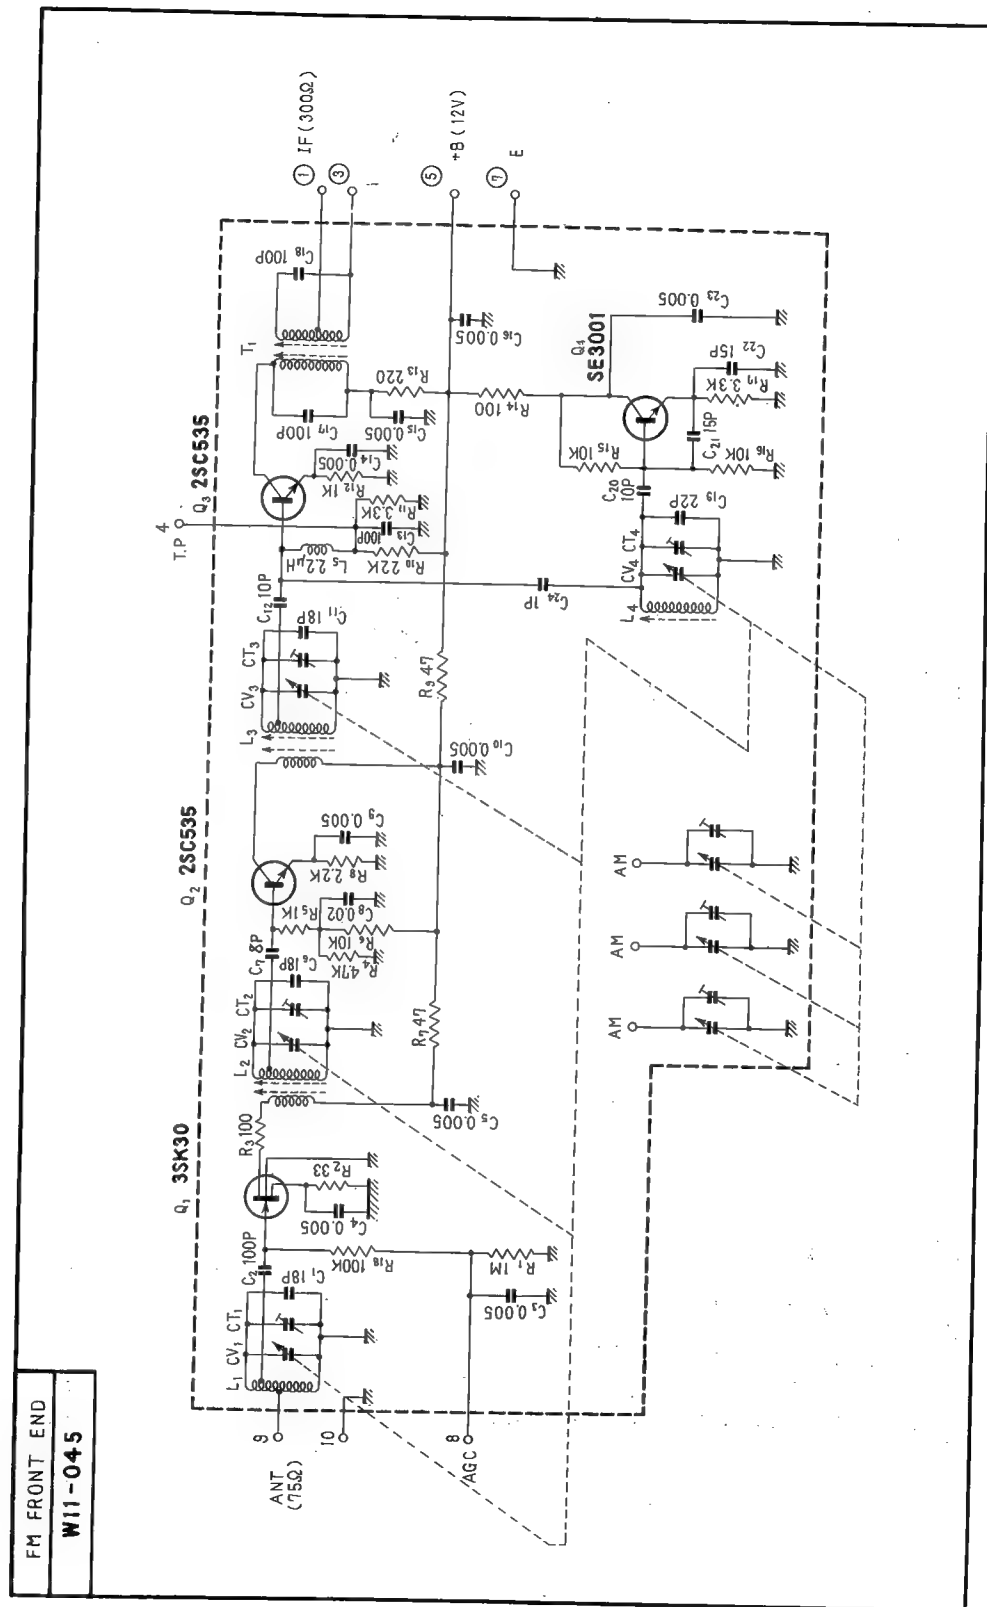 FM FRONT END
W11-045
ANT
(75Ω)
9
10
8
AGC
L₁ CV₁ CT₁
C₁ 18P
C₂ 100P
C₃ 0.005
R₁ 1M
R₁₈ 100K
Q₁ 3SK30
C₄
0.005
R₂ 33
R₃ 100
C₅ 0.005
L₂ CV₂ CT₂
C₆ 18P
C₇ 8P
R₇ 47
R₄ 4.7K
R₅ 1K
R₆ 10K
C₈ 0.02
R₈ 2.2K
C₉ 0.005
Q₂ 2SC535
C₁₀ 0.005
L₃ CV₃ CT₃
C₁₁ 18P
C₁₂ 10P
R₉ 47
T.P 4
L₅ 2.2μH
R₁₀ 22K
C₁₃
100P
R₁₁ 3.3K
R₁₂ 1K
C₁₄
0.005
Q₃ 2SC535
C₁₇
100P
C₁₅
0.005
R₁₃ 220
T₁
C₁₈ 100P
① IF (300Ω)
③
⑤ +B (12V)
⑦ E
C₁₆ 0.005
R₁₄ 100
C₂₄ 1P
L₄ CV₄ CT₄
C₁₉
22P
C₂₀
10P
R₁₅
10K
R₁₆ 10K
C₂₁ 15P
R₁₇ 3.3K
C₂₂ 15P
Q₄
SE3001
C₂₃ 0.005
AM
AM
AM